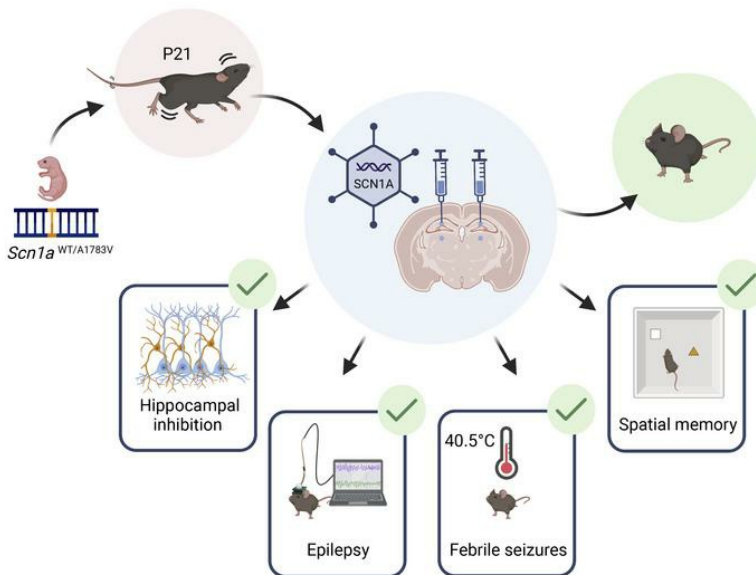 P21
SCN1A
Scn1a WT/A1783V
Hippocampal
inhibition
Epilepsy
40.5°C
Febrile seizures
Spatial memory